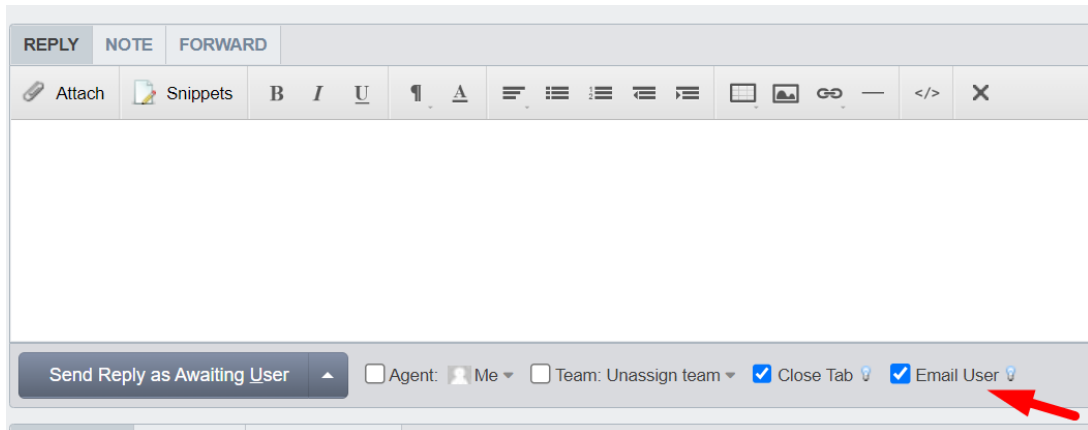 REPLY NOTE FORWARD
Attach Snippets B I U ¶ A </>
Send Reply as Awaiting User Agent: Me Team: Unassign team Close Tab Email User